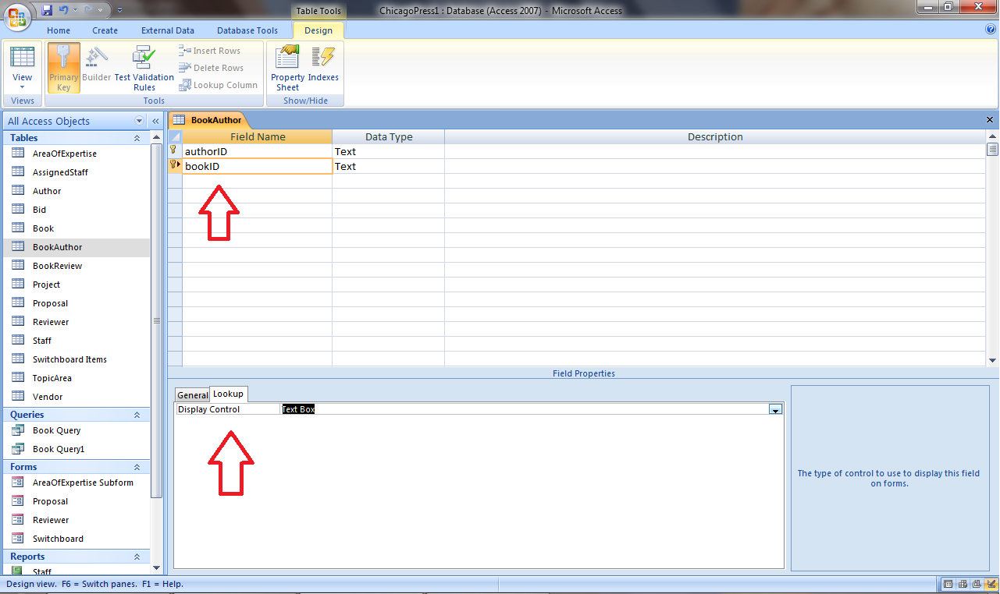 Table Tools
ChicagoPress1 : Database (Access 2007) - Microsoft Access
Home Create External Data Database Tools Design
View
Primary Key
Builder
Test Validation Rules
Insert Rows
Delete Rows
Lookup Column
Property Sheet
Indexes
Views Tools Show/Hide
All Access Objects
Tables
AreaOfExpertise
AssignedStaff
Author
Bid
Book
BookAuthor
BookReview
Project
Proposal
Reviewer
Staff
Switchboard Items
TopicArea
Vendor
Queries
Book Query
Book Query1
Forms
AreaOfExpertise Subform
Proposal
Reviewer
Switchboard
Reports
Staff
BookAuthor
Field Name Data Type Description
authorID Text
bookID Text
Field Properties
General Lookup
Display Control Text Box
The type of control to use to display this field
on forms.
Design view. F6 = Switch panes. F1 = Help.